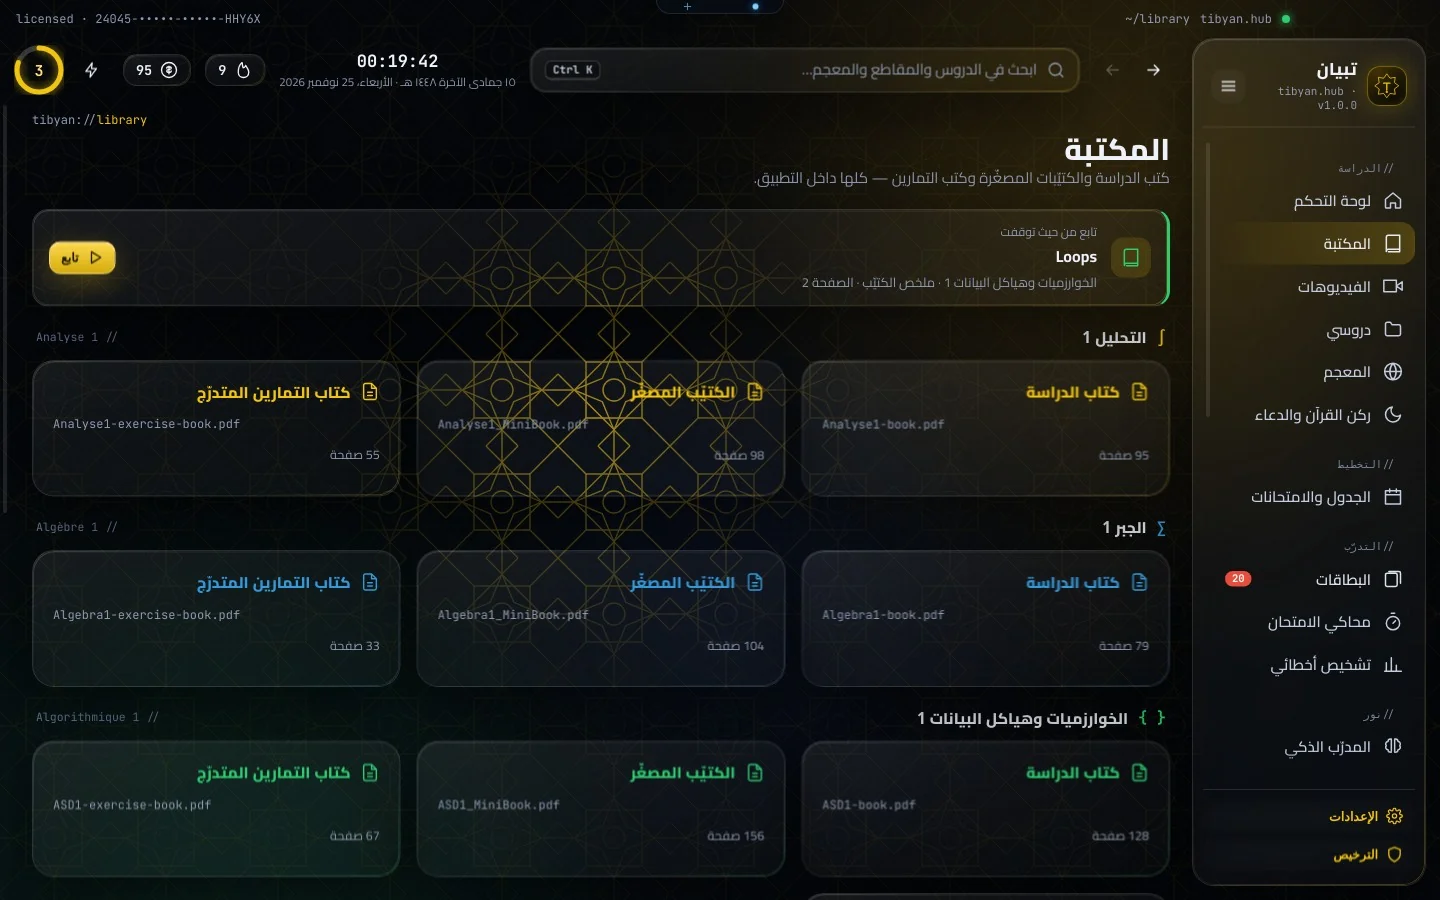 licensed · 24045-•••••-•••••-HHY6X
~/library tibyan.hub
3
95
9
00:19:42
١٥ جمادى الآخرة ١٤٤٨ هـ · الأربعاء، 25 نوفمبر 2026
ابحث في الدروس والمقاطع والمعجم...
Ctrl K
تبيان
tibyan.hub ·
v1.0.0
tibyan://library
المكتبة
كتب الدراسة والكتيّبات المصغّرة وكتب التمارين — كلها داخل التطبيق.
تابع من حيث توقفت
Loops
الخوارزميات وهياكل البيانات 1 · ملخص الكتيّب · الصفحة 2
تابع
التحليل 1
Analyse 1 //
كتاب الدراسة
Analyse1-book.pdf
95 صفحة
الكتيّب المصغّر
Analyse1_MiniBook.pdf
98 صفحة
كتاب التمارين المتدرّج
Analyse1-exercise-book.pdf
55 صفحة
الجبر 1
Algèbre 1 //
كتاب الدراسة
Algebra1-book.pdf
79 صفحة
الكتيّب المصغّر
Algebra1_MiniBook.pdf
104 صفحة
كتاب التمارين المتدرّج
Algebra1-exercise-book.pdf
33 صفحة
الخوارزميات وهياكل البيانات 1
Algorithmique 1 //
كتاب الدراسة
ASD1-book.pdf
128 صفحة
الكتيّب المصغّر
ASD1_MiniBook.pdf
156 صفحة
كتاب التمارين المتدرّج
ASD1-exercise-book.pdf
67 صفحة
// الدراسة
لوحة التحكم
المكتبة
الفيديوهات
دروسي
المعجم
ركن القرآن والدعاء
// التخطيط
الجدول والامتحانات
// التدرّب
البطاقات
20
محاكي الامتحان
تشخيص أخطائي
// نور
المدرّب الذكي
الإعدادات
الترخيص